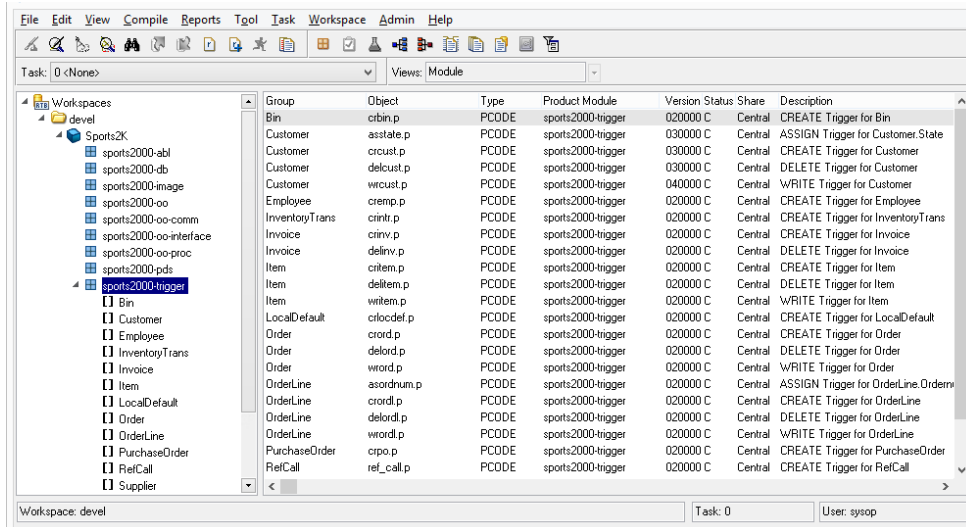 File Edit View Compile Reports Tool Task Workspace Admin Help
Task: 0 <None> Views: Module
Workspaces
devel
Sports2K
sports2000-abl
sports2000-db
sports2000-image
sports2000-oo
sports2000-oo-comm
sports2000-oo-interface
sports2000-oo-proc
sports2000-pds
sports2000-trigger
[] Bin
[] Customer
[] Employee
[] InventoryTrans
[] Invoice
[] Item
[] LocalDefault
[] Order
[] OrderLine
[] PurchaseOrder
[] RefCall
[] Supplier
Group Object Type Product Module Version Status Share Description
Bin crbin.p PCODE sports2000-trigger 020000 C Central CREATE Trigger for Bin
Customer asstate.p PCODE sports2000-trigger 030000 C Central ASSIGN Trigger for Customer.State
Customer crcust.p PCODE sports2000-trigger 030000 C Central CREATE Trigger for Customer
Customer delcust.p PCODE sports2000-trigger 030000 C Central DELETE Trigger for Customer
Customer wrcust.p PCODE sports2000-trigger 040000 C Central WRITE Trigger for Customer
Employee cremp.p PCODE sports2000-trigger 020000 C Central CREATE Trigger for Employee
InventoryTrans crintr.p PCODE sports2000-trigger 020000 C Central CREATE Trigger for InventoryTrans
Invoice crinv.p PCODE sports2000-trigger 020000 C Central CREATE Trigger for Invoice
Invoice delinv.p PCODE sports2000-trigger 020000 C Central DELETE Trigger for Invoice
Item critem.p PCODE sports2000-trigger 020000 C Central CREATE Trigger for Item
Item delitem.p PCODE sports2000-trigger 020000 C Central DELETE Trigger for Item
Item writem.p PCODE sports2000-trigger 020000 C Central WRITE Trigger for Item
LocalDefault crlocdef.p PCODE sports2000-trigger 020000 C Central CREATE Trigger for LocalDefault
Order crord.p PCODE sports2000-trigger 020000 C Central CREATE Trigger for Order
Order delord.p PCODE sports2000-trigger 020000 C Central DELETE Trigger for Order
Order wrord.p PCODE sports2000-trigger 020000 C Central WRITE Trigger for Order
OrderLine asordnum.p PCODE sports2000-trigger 020000 C Central ASSIGN Trigger for OrderLine.Ordern
OrderLine crordl.p PCODE sports2000-trigger 020000 C Central CREATE Trigger for OrderLine
OrderLine delordl.p PCODE sports2000-trigger 020000 C Central DELETE Trigger for OrderLine
OrderLine wrordl.p PCODE sports2000-trigger 020000 C Central WRITE Trigger for OrderLine
PurchaseOrder crpo.p PCODE sports2000-trigger 020000 C Central CREATE Trigger for PurchaseOrder
RefCall ref_call.p PCODE sports2000-trigger 020000 C Central CREATE Trigger for RefCall
Workspace: devel Task: 0 User: sysop